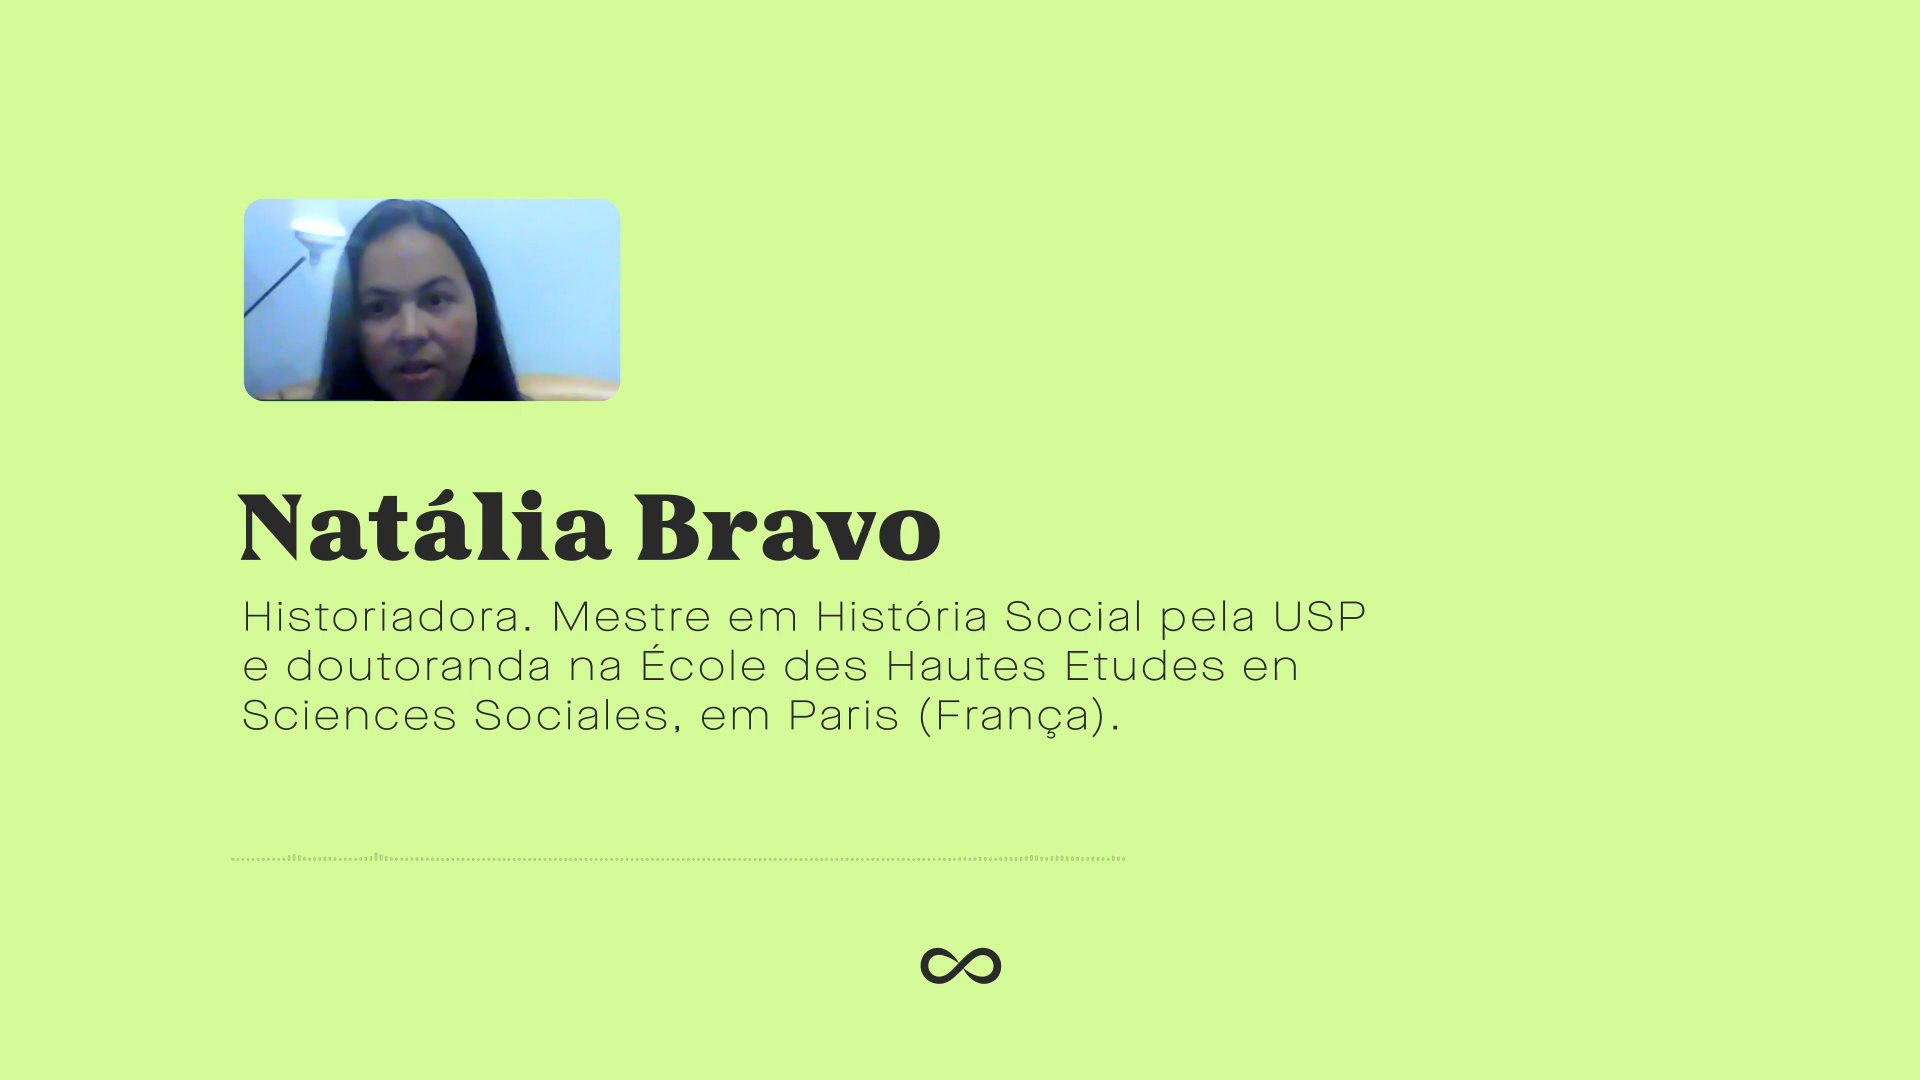 Natália Bravo
Historiadora. Mestre em História Social pela USP
e doutoranda na École des Hautes Etudes en
Sciences Sociales, em Paris (França).